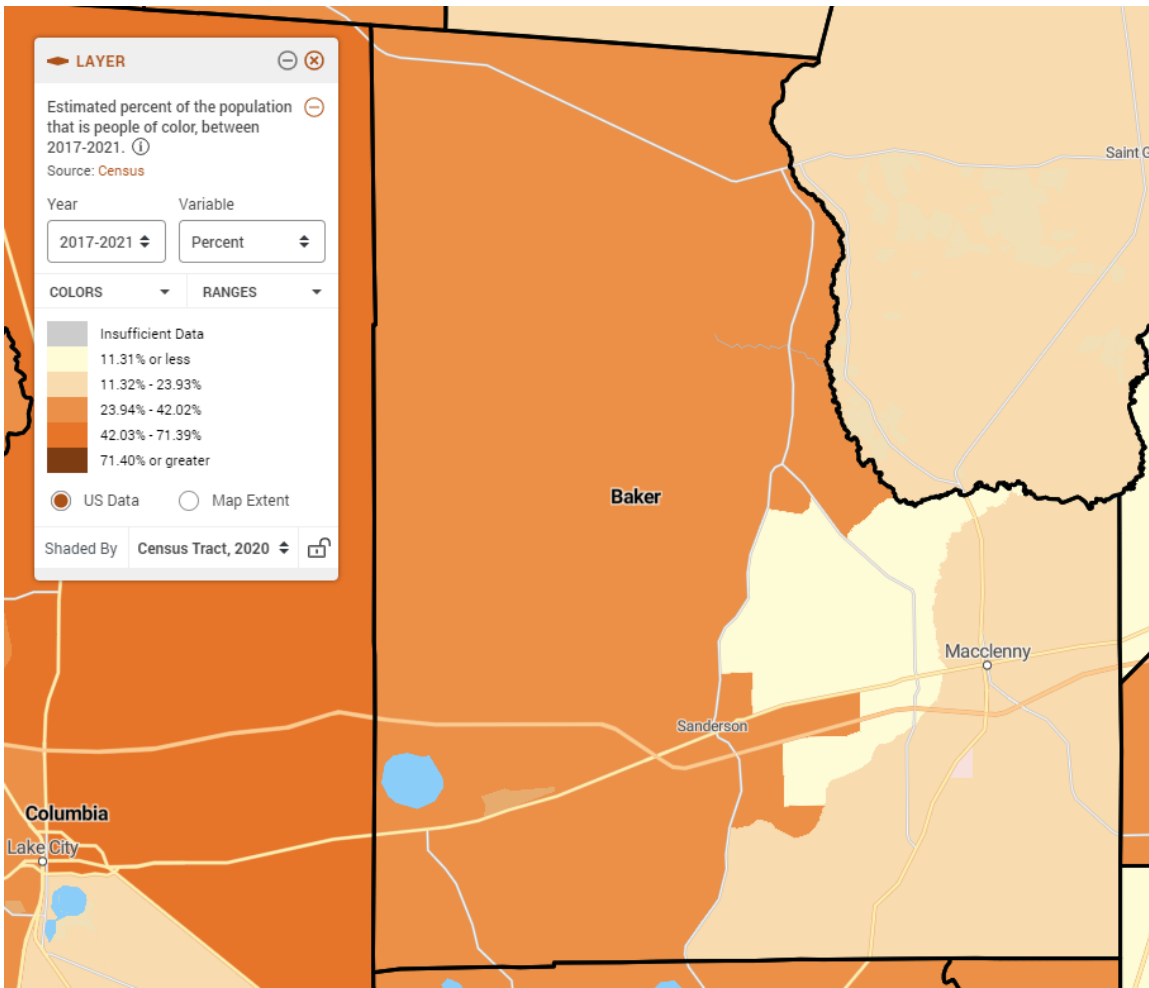 LAYER
Estimated percent of the population
that is people of color, between
2017-2021.
Source: Census
Year Variable
2017-2021 Percent
COLORS RANGES
Insufficient Data
11.31% or less
11.32% - 23.93%
23.94% - 42.02%
42.03% - 71.39%
71.40% or greater
US Data Map Extent
Shaded By Census Tract, 2020
Saint G
Baker
Macclenny
Sanderson
Columbia
Lake City